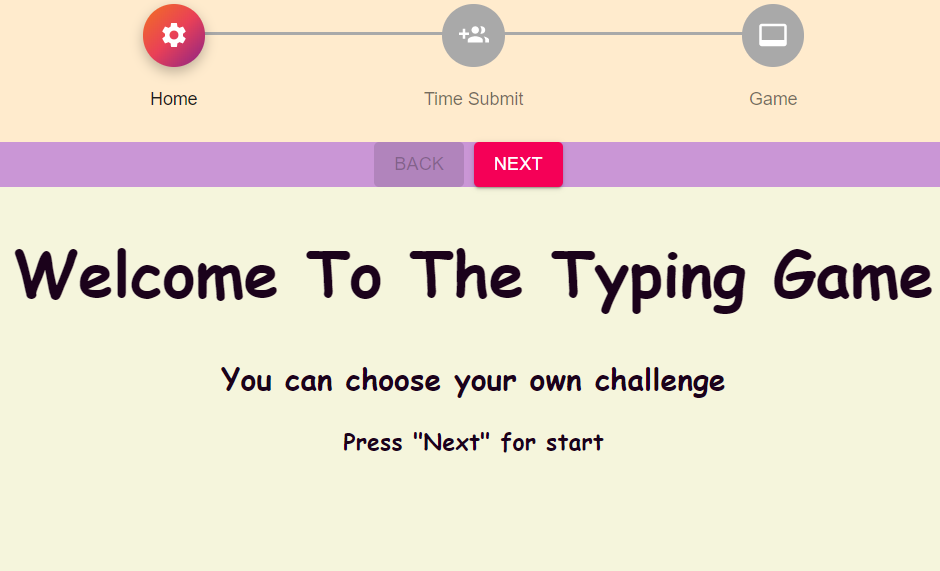 Home Time Submit Game
BACK NEXT
Welcome To The Typing Game
You can choose your own challenge
Press "Next" for start